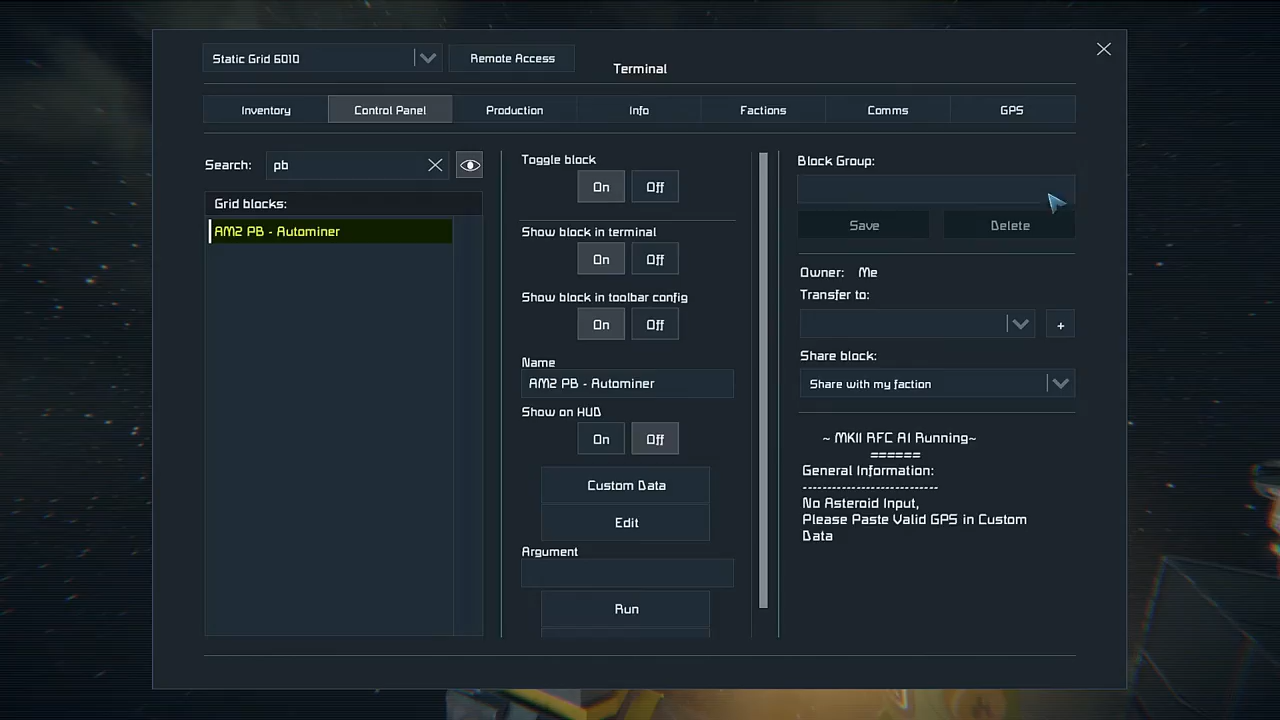 Static Grid 6010
Remote Access
Terminal
Inventory
Control Panel
Production
Info
Factions
Comms
GPS
Search:
pb
Grid blocks:
AM2 PB - Autominer
Toggle block
On
Off
Show block in terminal
On
Off
Show block in toolbar config
On
Off
Name
AM2 PB - Autominer
Show on HUD
On
Off
Custom Data
Edit
Argument
Run
Block Group:
Save
Delete
Owner: Me
Transfer to:
+
Share block:
Share with my faction
~ MKII RFC AI Running~
======
General Information:
---------------------------
No Asteroid Input,
Please Paste Valid GPS in Custom
Data